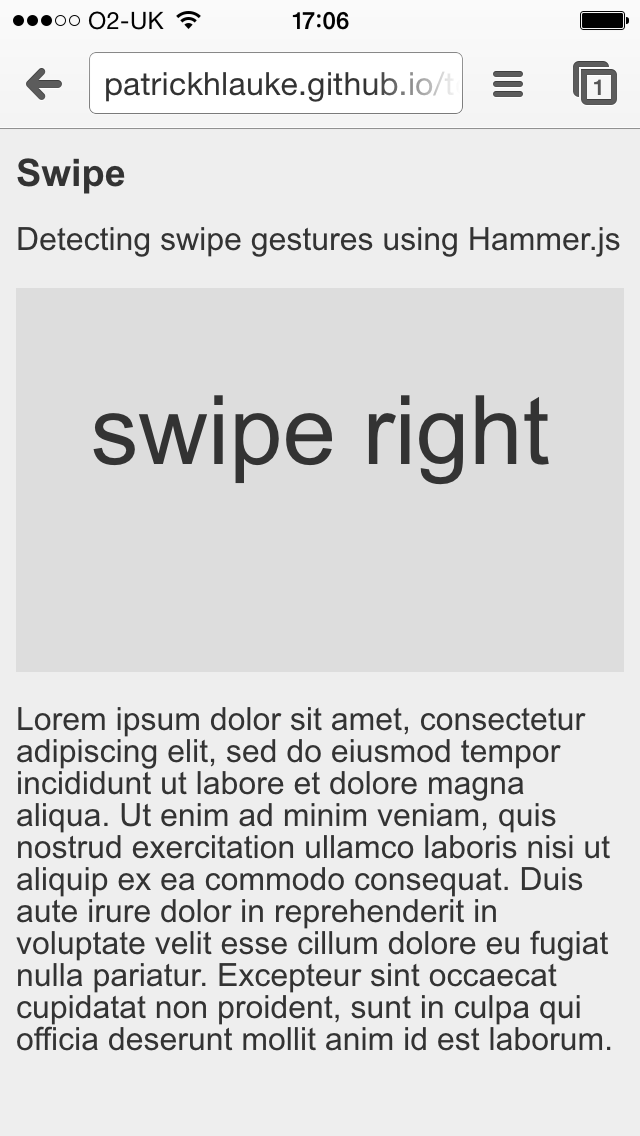 O2-UK 17:06
patrickhlauke.github.io/t
1
Swipe
Detecting swipe gestures using Hammer.js
swipe right
Lorem ipsum dolor sit amet, consectetur
adipiscing elit, sed do eiusmod tempor
incididunt ut labore et dolore magna
aliqua. Ut enim ad minim veniam, quis
nostrud exercitation ullamco laboris nisi ut
aliquip ex ea commodo consequat. Duis
aute irure dolor in reprehenderit in
voluptate velit esse cillum dolore eu fugiat
nulla pariatur. Excepteur sint occaecat
cupidatat non proident, sunt in culpa qui
officia deserunt mollit anim id est laborum.